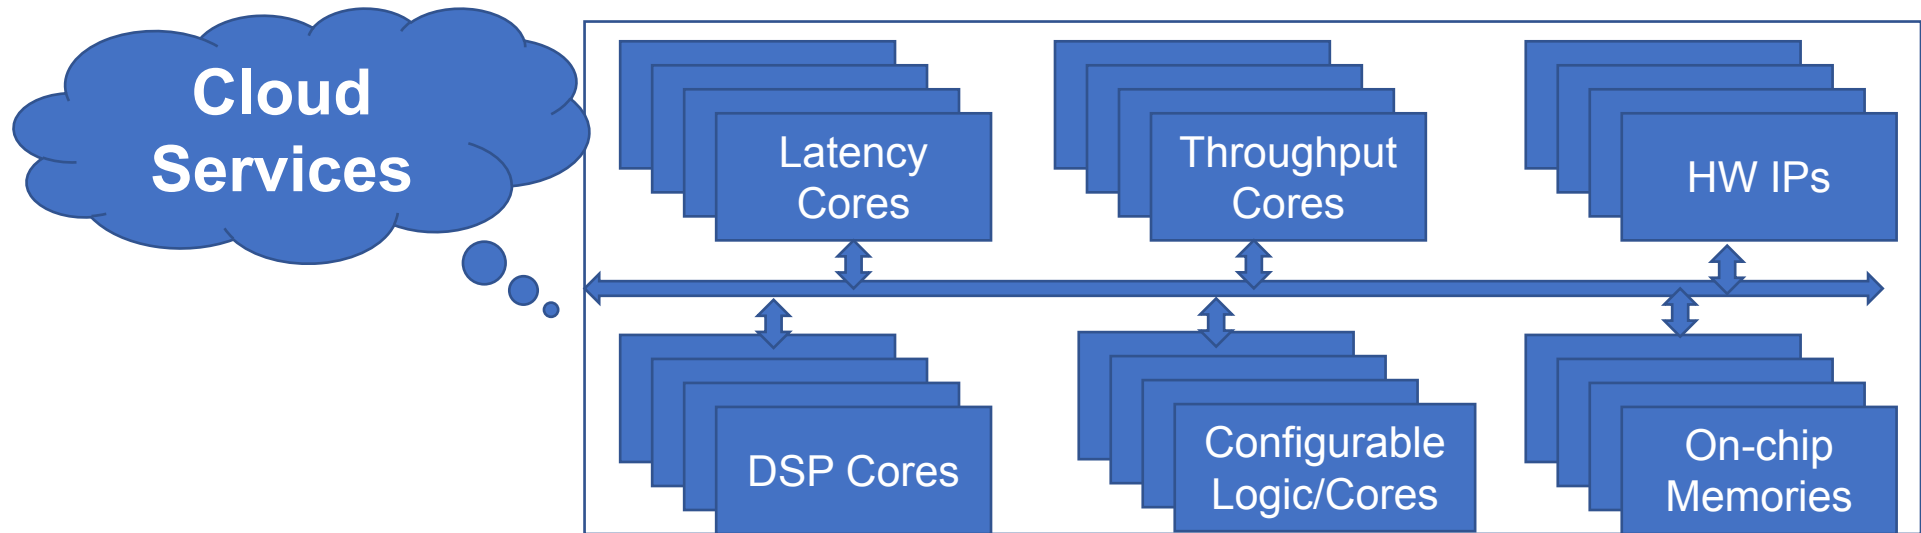 Cloud
Services
Latency
Cores
Throughput
Cores
HW IPs
DSP Cores
Configurable
Logic/Cores
On-chip
Memories